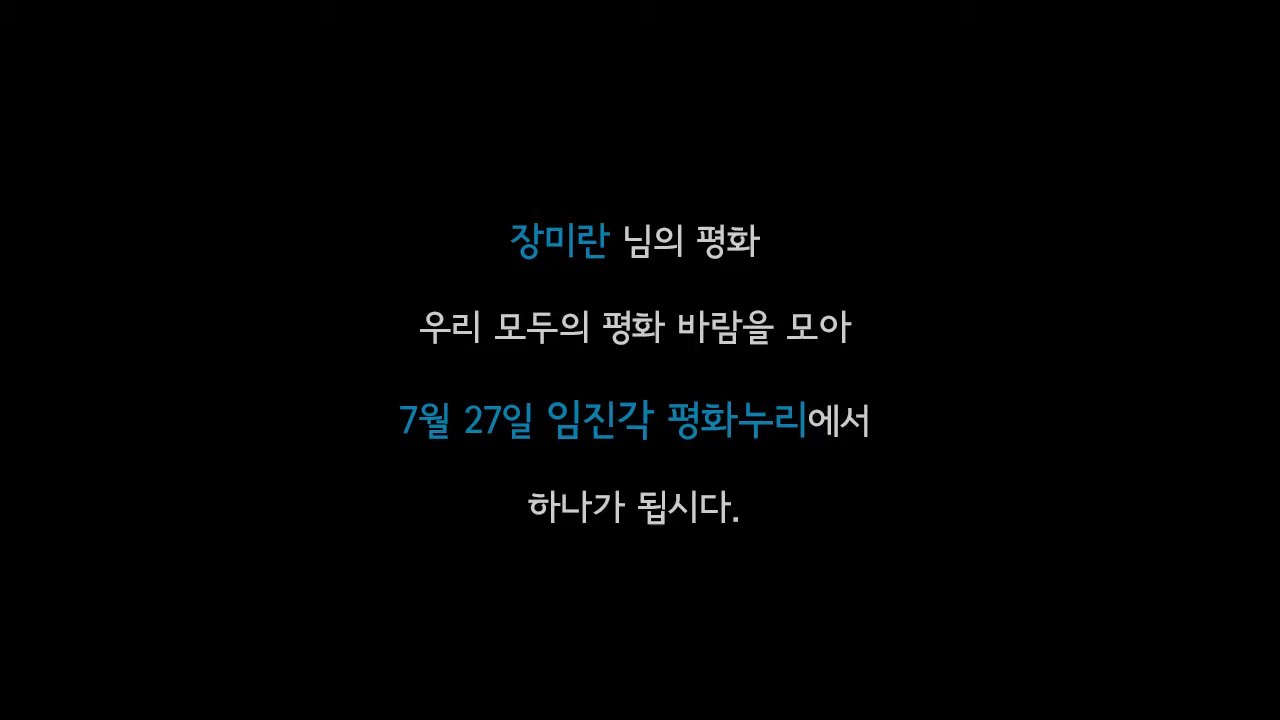 장미란 님의 평화
우리 모두의 평화 바람을 모아
7월 27일 임진각 평화누리에서
하나가 됩시다.